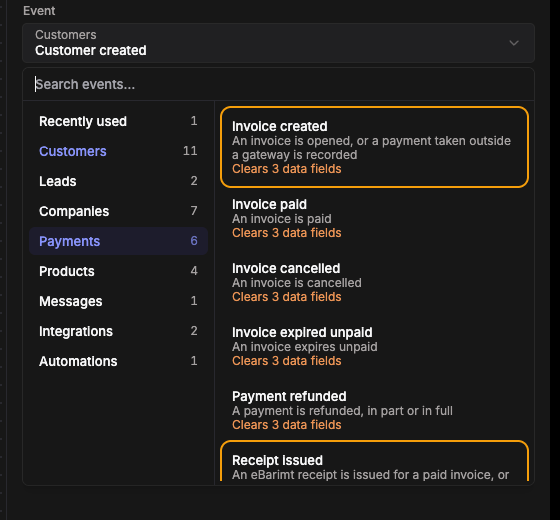 Event
Customers
Customer created
Search events...
Recently used 1
Customers 11
Leads 2
Companies 7
Payments 6
Products 4
Messages 1
Integrations 2
Automations 1
Invoice created
An invoice is opened, or a payment taken outside
a gateway is recorded
Clears 3 data fields
Invoice paid
An invoice is paid
Clears 3 data fields
Invoice cancelled
An invoice is cancelled
Clears 3 data fields
Invoice expired unpaid
An invoice expires unpaid
Clears 3 data fields
Payment refunded
A payment is refunded, in part or in full
Clears 3 data fields
Receipt issued
An eBarimt receipt is issued for a paid invoice, or